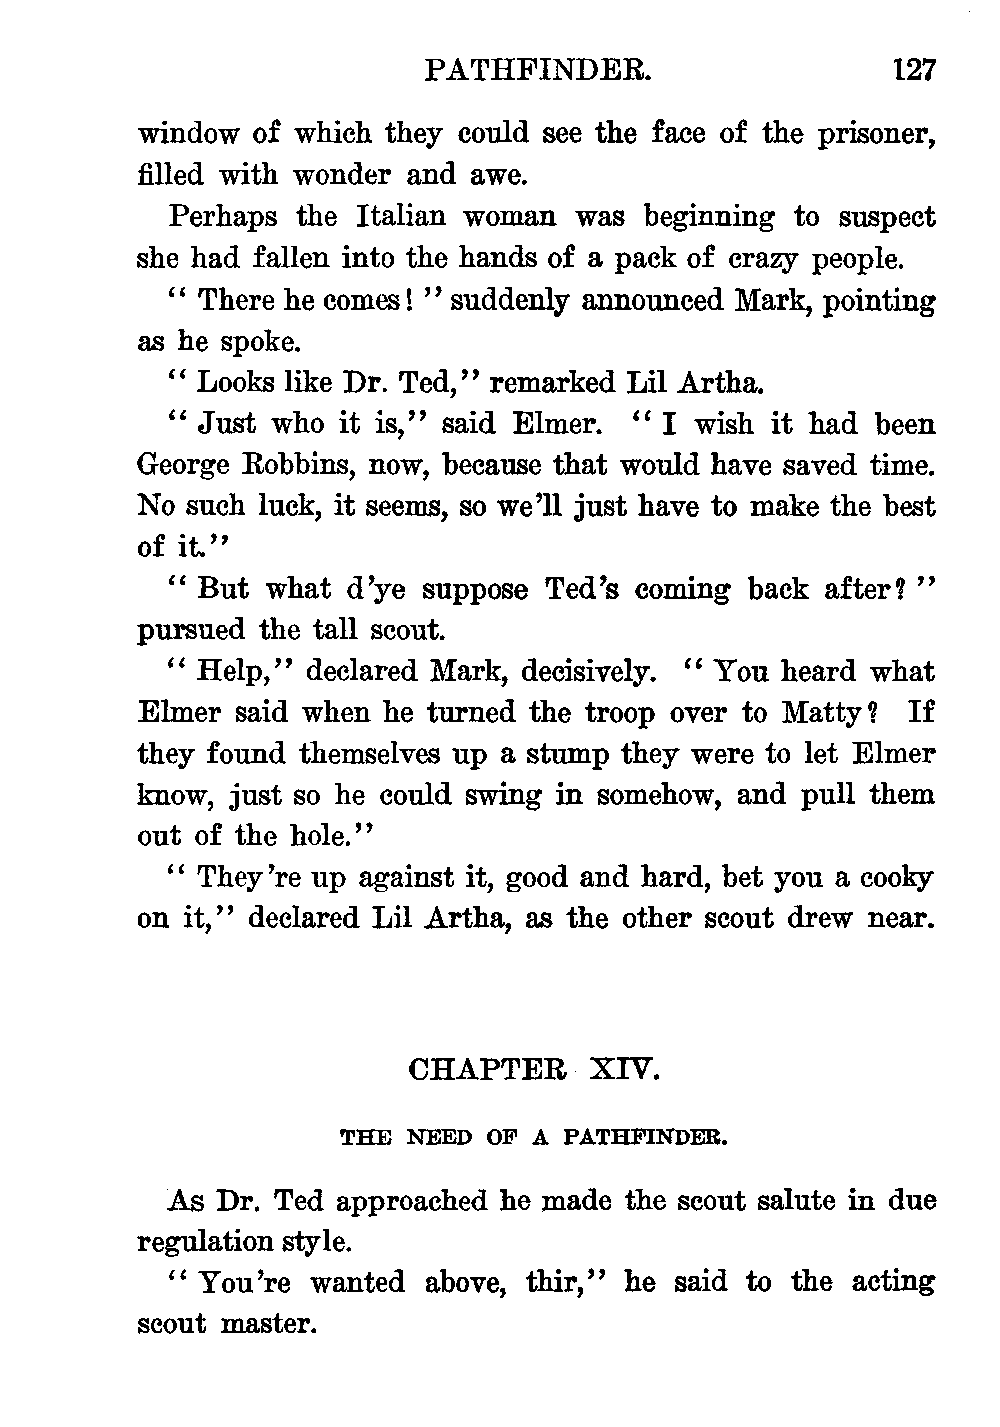 PATHFINDER. 127
window of which they could see the face of the prisoner,
filled with wonder and awe.
Perhaps the Italian woman was beginning to suspect
she had fallen into the hands of a pack of crazy people.
“ There he comes! ” suddenly announced Mark, pointing
as he spoke.
“ Looks like Dr. Ted,” remarked Lil Artha.
“ Just who it is,” said Elmer. “ I wish it had been
George Robbins, now, because that would have saved time.
No such luck, it seems, so we’ll just have to make the best
of it.”
“ But what d’ye suppose Ted’s coming back after? ”
pursued the tall scout.
“ Help,” declared Mark, decisively. “ You heard what
Elmer said when he turned the troop over to Matty? If
they found themselves up a stump they were to let Elmer
know, just so he could swing in somehow, and pull them
out of the hole.”
“ They’re up against it, good and hard, bet you a cooky
on it,” declared Lil Artha, as the other scout drew near.
CHAPTER XIV.
THE NEED OF A PATHFINDER.
As Dr. Ted approached he made the scout salute in due
regulation style.
“ You’re wanted above, thir,” he said to the acting
scout master.